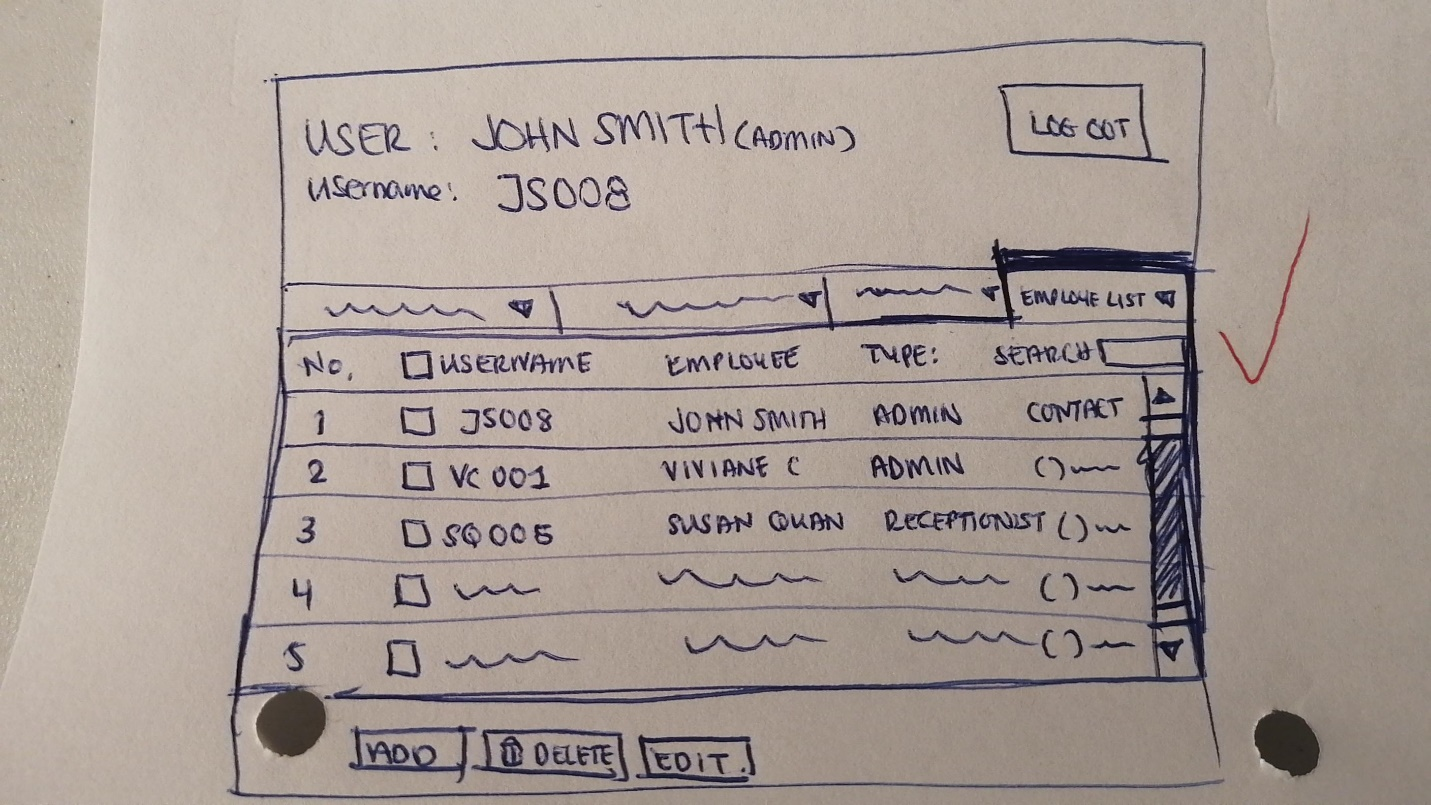 USER: JOHN SMITH (ADMIN) LOG OUT
Username: JS008
EMPLOYE LIST
No. USERNAME EMPLOYEE TYPE: SEARCH
1 JS008 JOHN SMITH ADMIN CONTACT
2 VC001 VIVIANE C ADMIN ()
3 SQ005 SUSAN QUAN RECEPTIONIST ()
4 ()
5 ()
ADD DELETE EDIT.